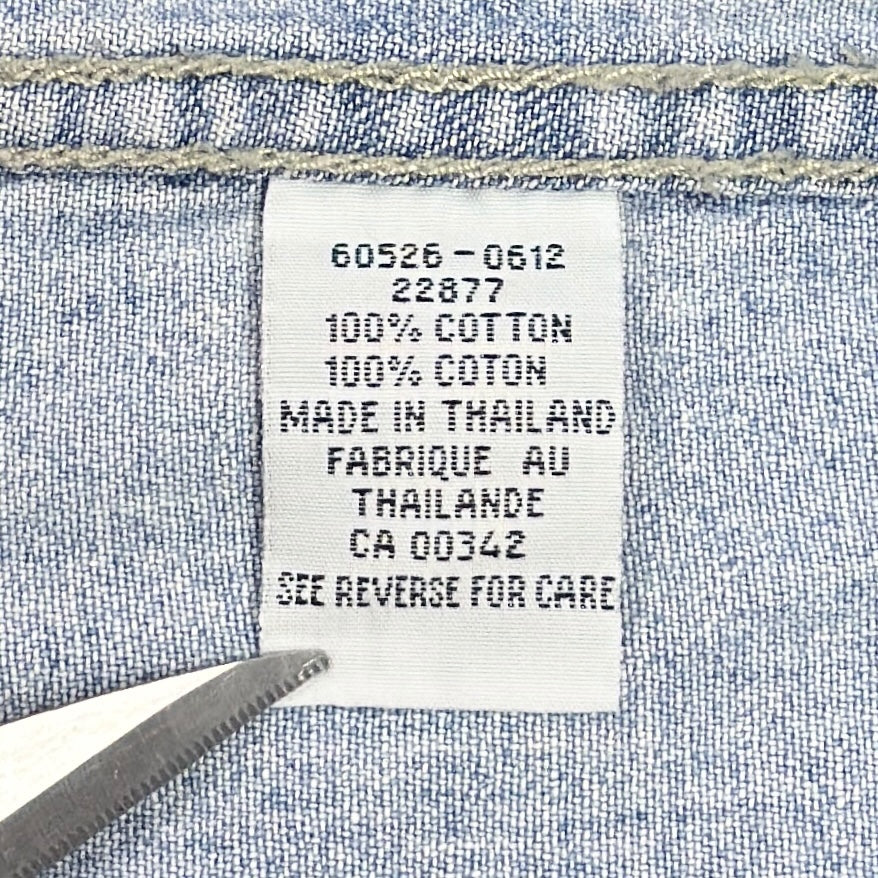 60526-0612
22877
100% COTTON
100% COTON
MADE IN THAILAND
FABRIQUE AU
THAILANDE
CA 00342
SEE REVERSE FOR CARE